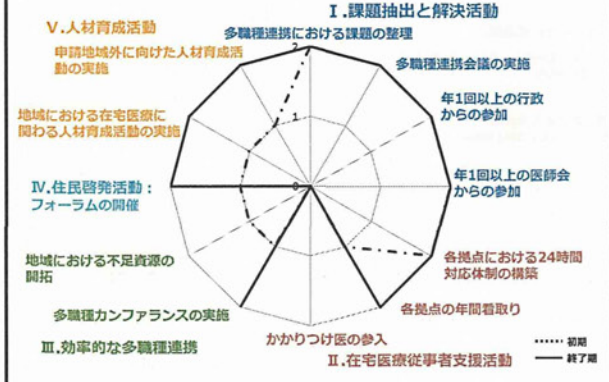 Ⅰ.課題抽出と解決活動
多職種連携における課題の整理
多職種連携会議の実施
年1回以上の行政
からの参加
年1回以上の医師会
からの参加
各拠点における24時間
対応体制の構築
各拠点の年間看取り
かかりつけ医の参入
Ⅱ.在宅医療従事者支援活動
Ⅲ.効率的な多職種連携
多職種カンファランスの実施
地域における不足資源の
開拓
Ⅳ.住民啓発活動：
フォーラムの開催
地域における在宅医療に
関わる人材育成活動の実施
Ⅴ.人材育成活動
申請地域外に向けた人材育成活
動の実施
2
1
0
初期
終了期